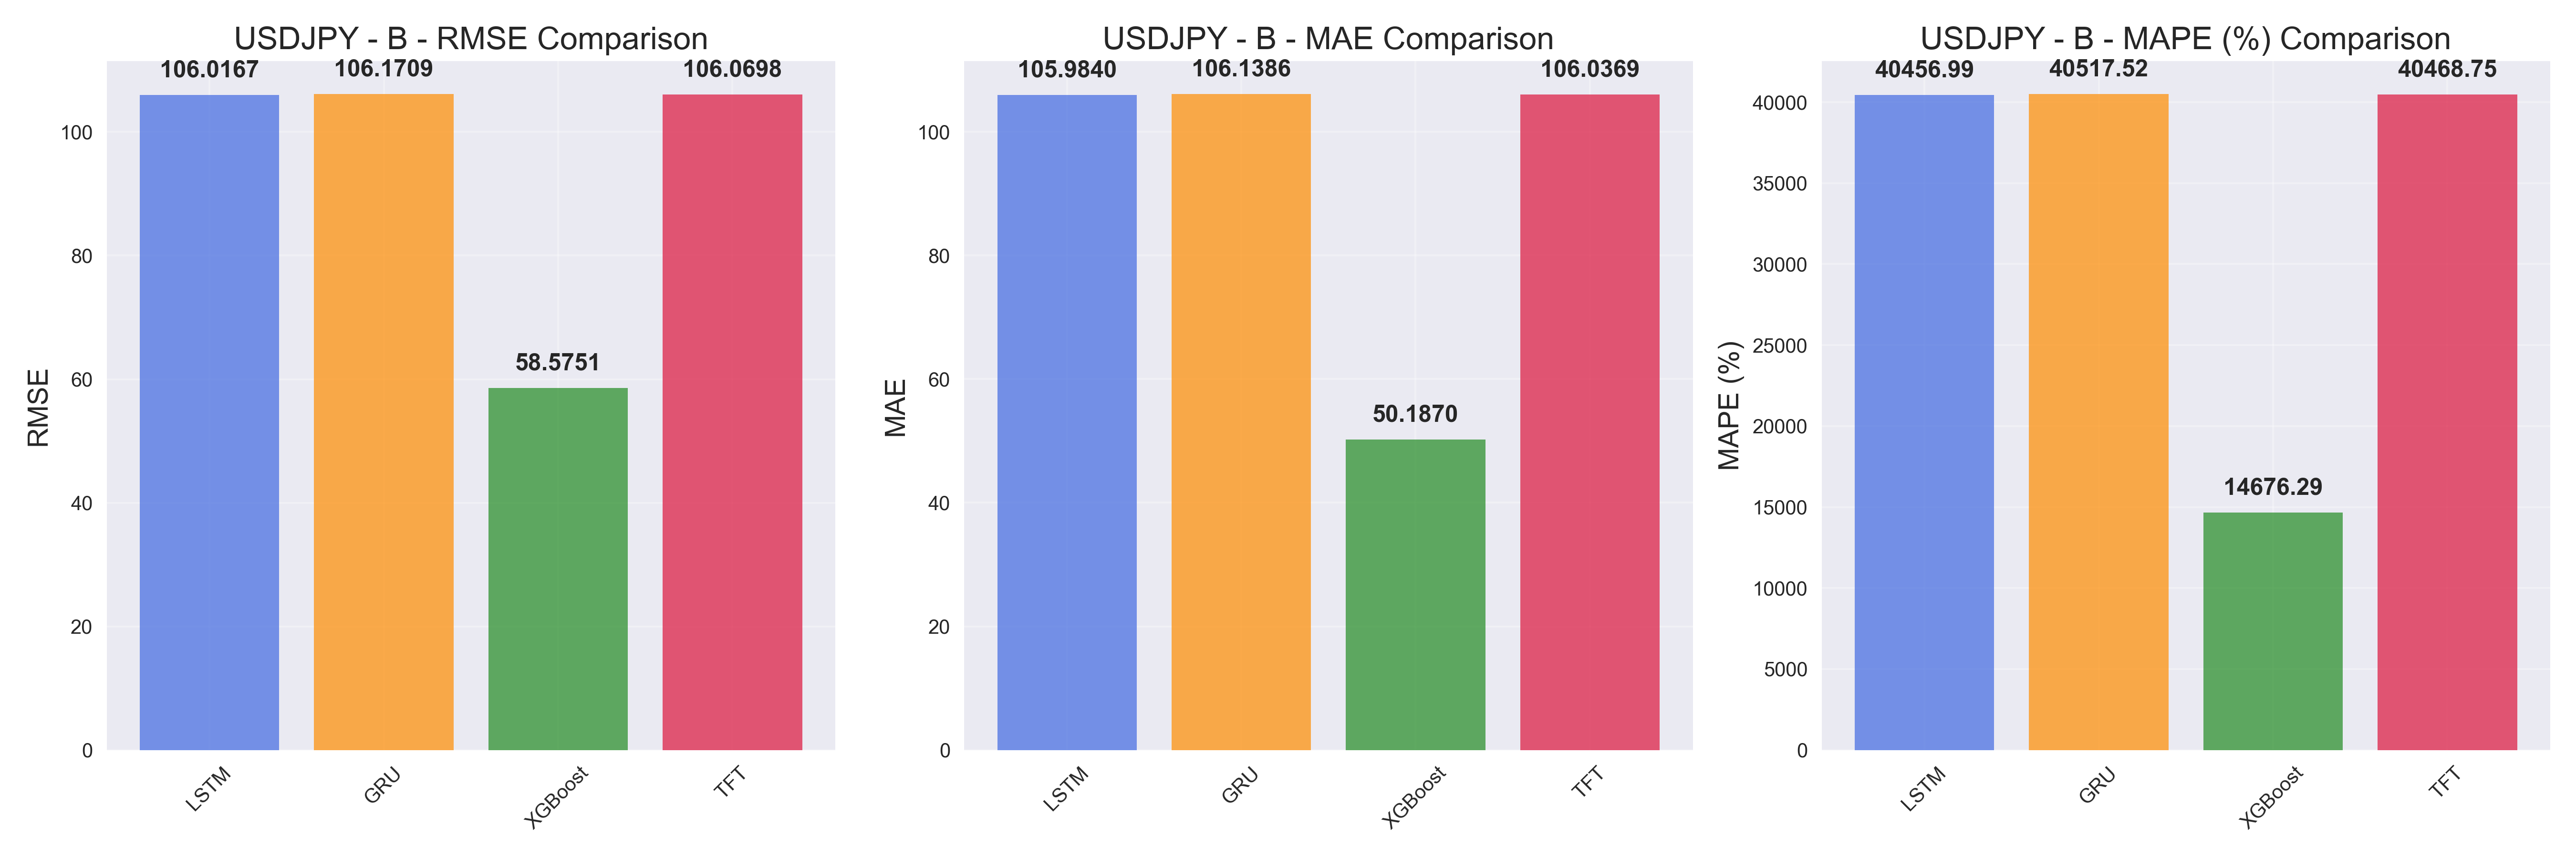 USDJPY - B - RMSE Comparison
106.0167
106.1709
106.0698
58.5751
100
80
60
40
20
0
RMSE
LSTM
GRU
XGBoost
TFT
USDJPY - B - MAE Comparison
105.9840
106.1386
106.0369
50.1870
100
80
60
40
20
0
MAE
LSTM
GRU
XGBoost
TFT
USDJPY - B - MAPE (%) Comparison
40456.99
40517.52
40468.75
14676.29
40000
35000
30000
25000
20000
15000
10000
5000
0
MAPE (%)
LSTM
GRU
XGBoost
TFT